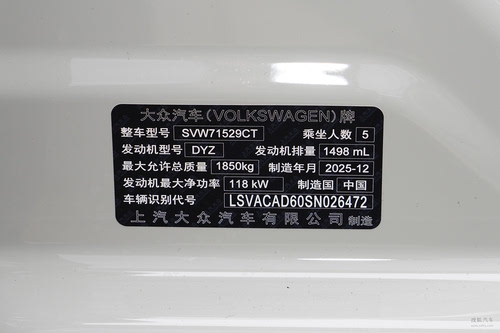 大众汽车(VOLKSWAGEN)牌
整车型号 SVW71529CT 乘坐人数 5
发动机型号 DYZ 发动机排量 1498 mL
最大允许总质量 1850kg 制造年月 2025-12
发动机最大净功率 118 kW 制造国 中国
车辆识别代号 LSVACAD60SN026472
上汽大众汽车有限公司 制造